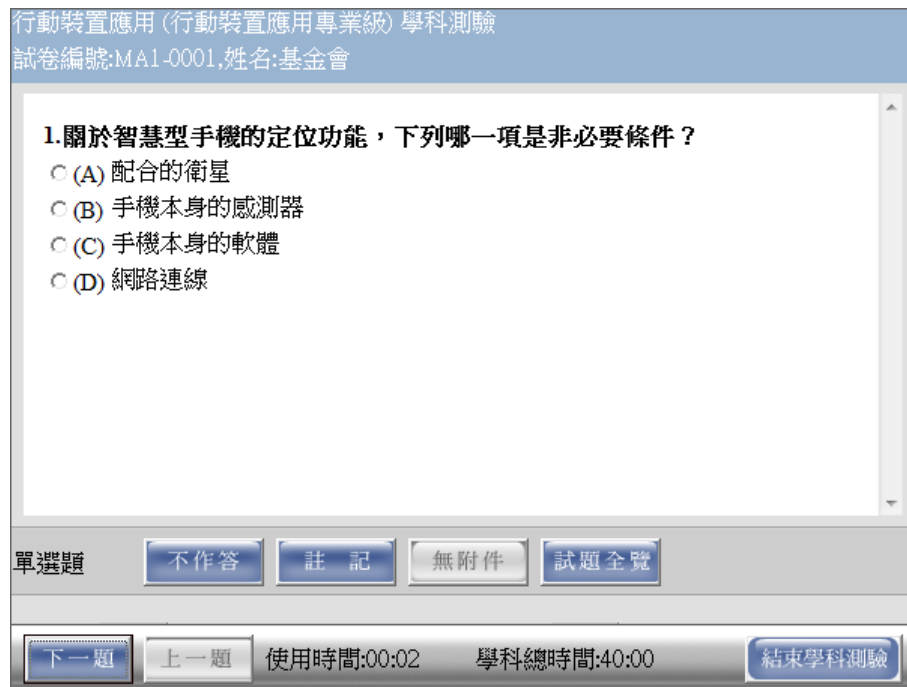 行動裝置應用 (行動裝置應用專業級) 學科測驗
試卷編號:MA1-0001,姓名:基金會
1.關於智慧型手機的定位功能，下列哪一項是非必要條件？
(A) 配合的衛星
(B) 手機本身的感測器
(C) 手機本身的軟體
(D) 網路連線
單選題 不作答 註 記 無附件 試題全覽
下一題 上一題 使用時間:00:02 學科總時間:40:00 結束學科測驗